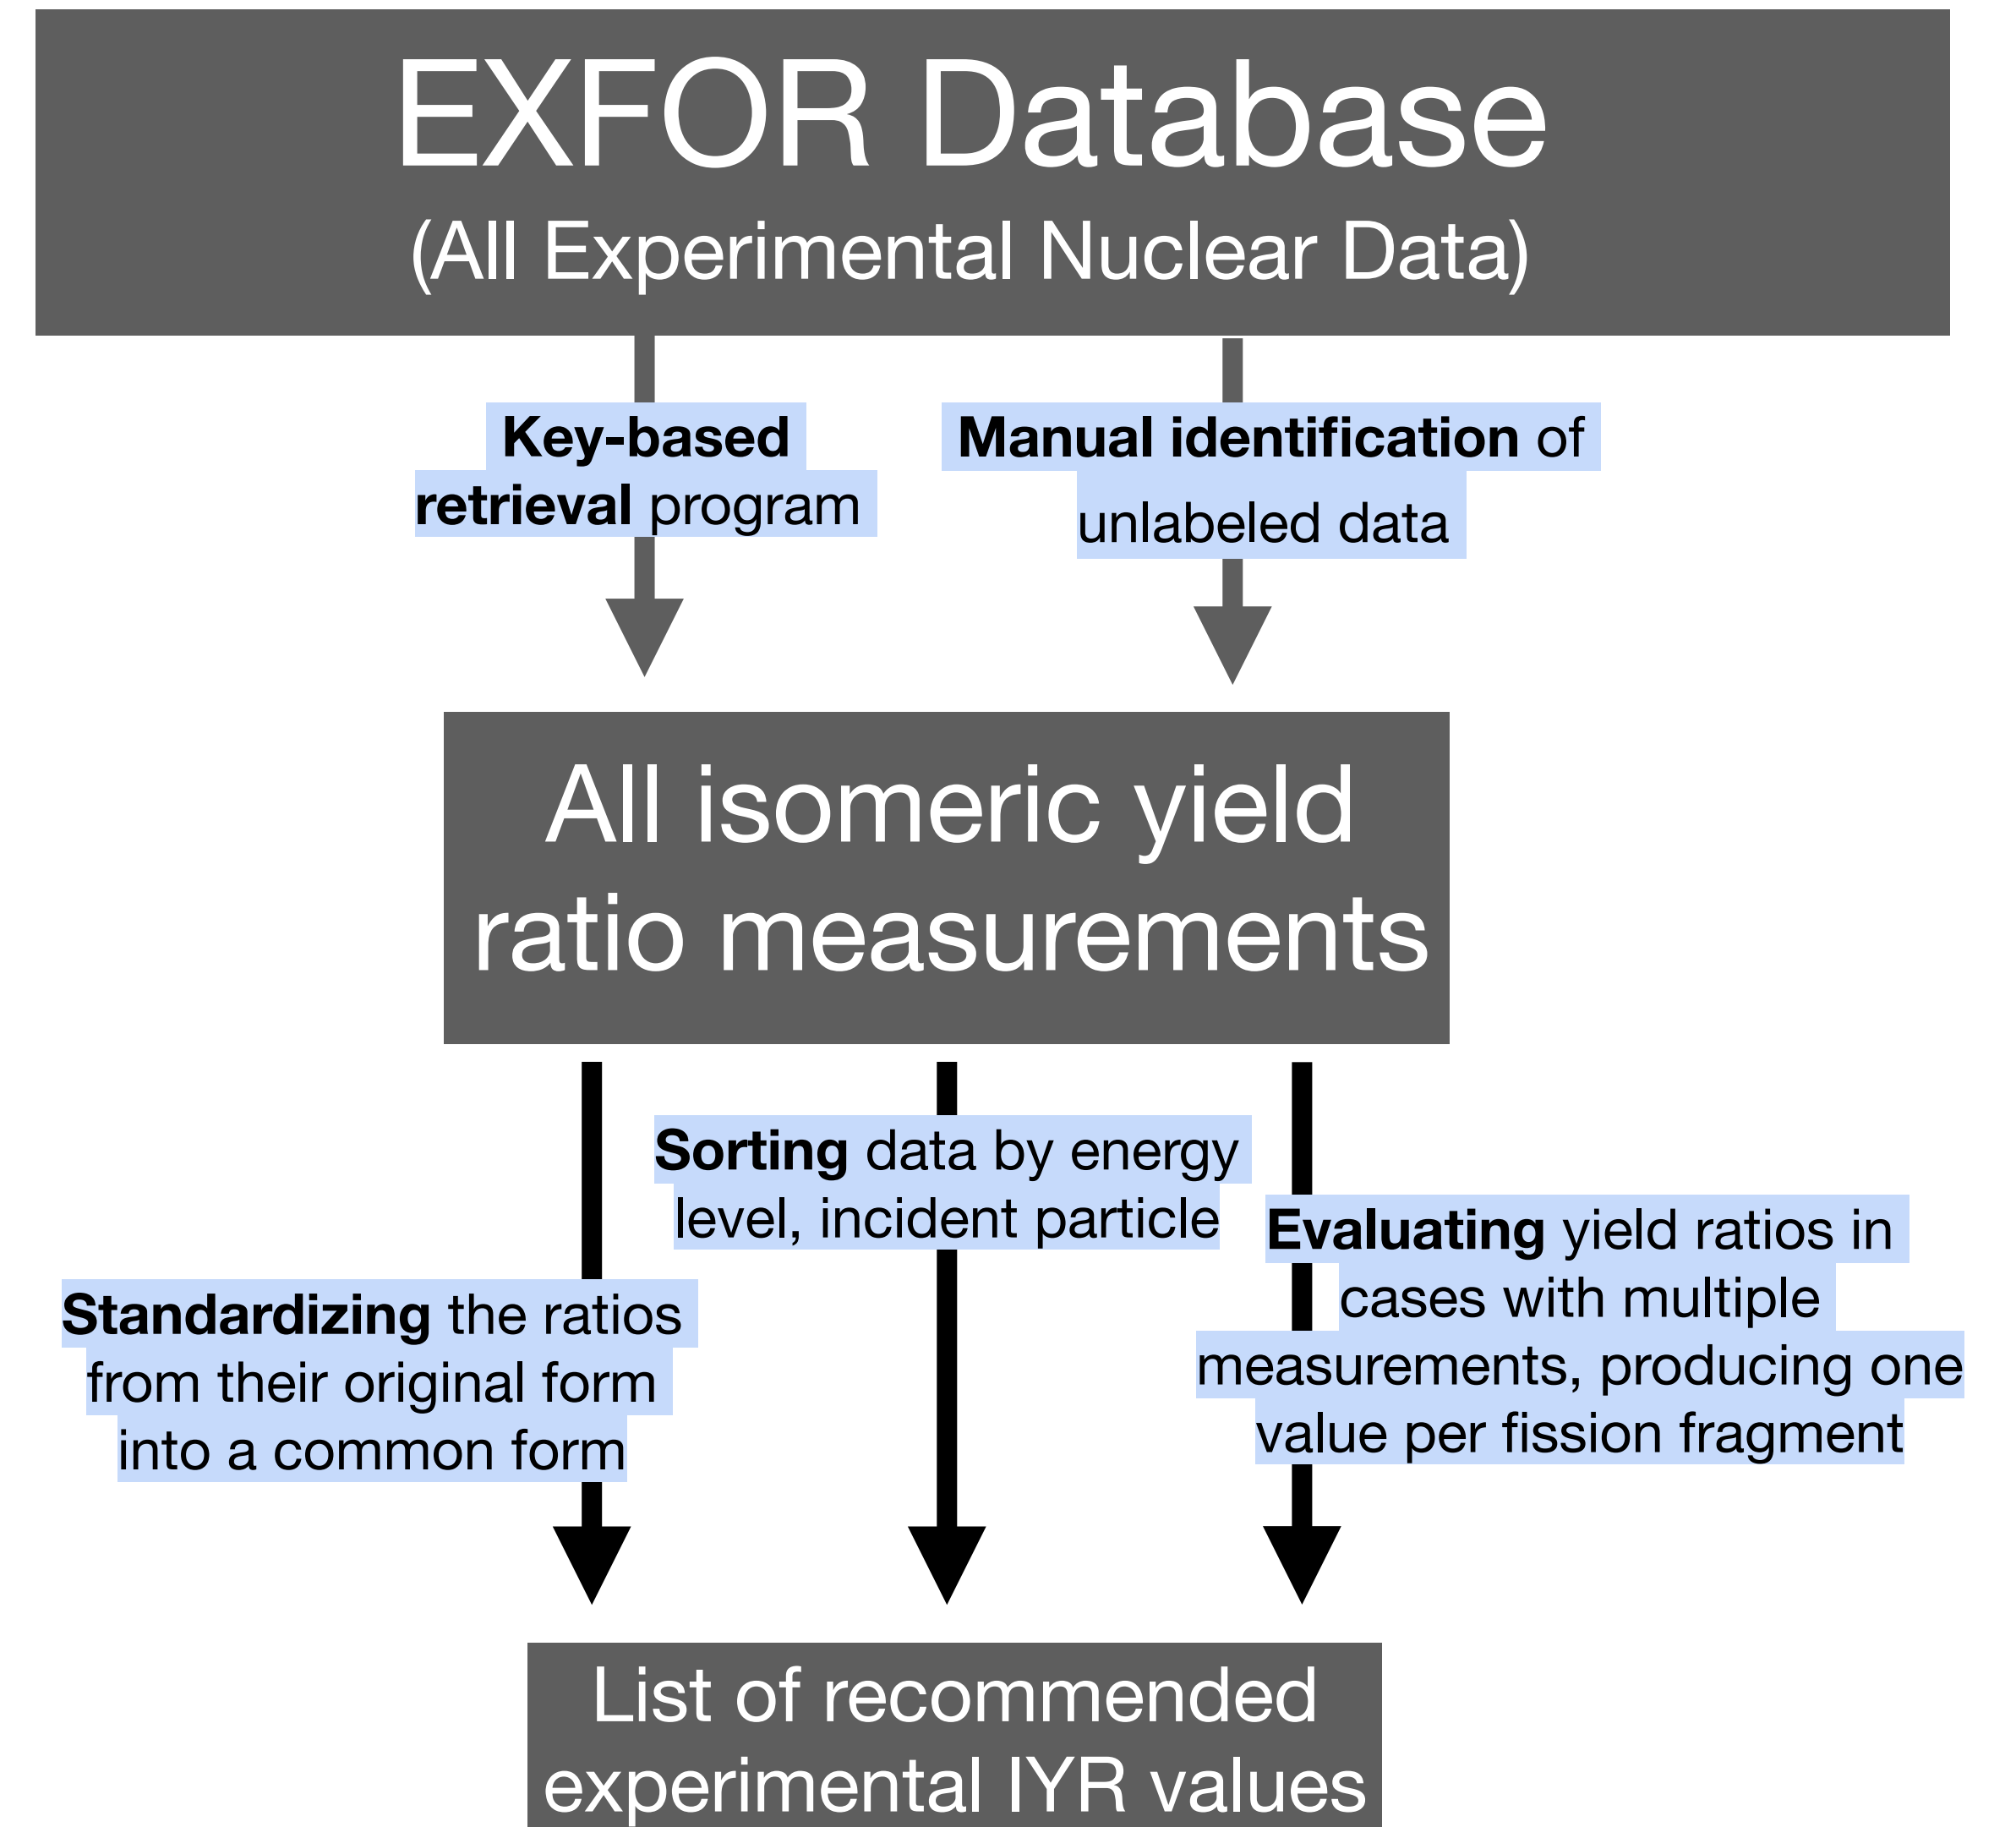 EXFOR Database
(All Experimental Nuclear Data)
Key-based
retrieval program
Manual identification of
unlabeled data
All isomeric yield
ratio measurements
Sorting data by energy
level, incident particle
Evaluating yield ratios in
cases with multiple
measurements, producing one
value per fission fragment
Standardizing the ratios
from their original form
into a common form
List of recommended
experimental IYR values